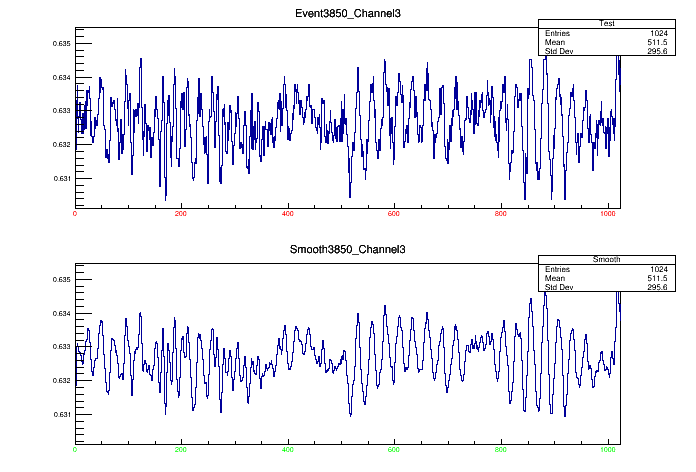 Event3850_Channel3
Test
Entries 1024
Mean 511.5
Std Dev 295.6
0.635
0.634
0.633
0.632
0.631
0 200 400 600 800 1000
Smooth3850_Channel3
Smooth
Entries 1024
Mean 511.5
Std Dev 295.6
0.635
0.634
0.633
0.632
0.631
0 200 400 600 800 1000